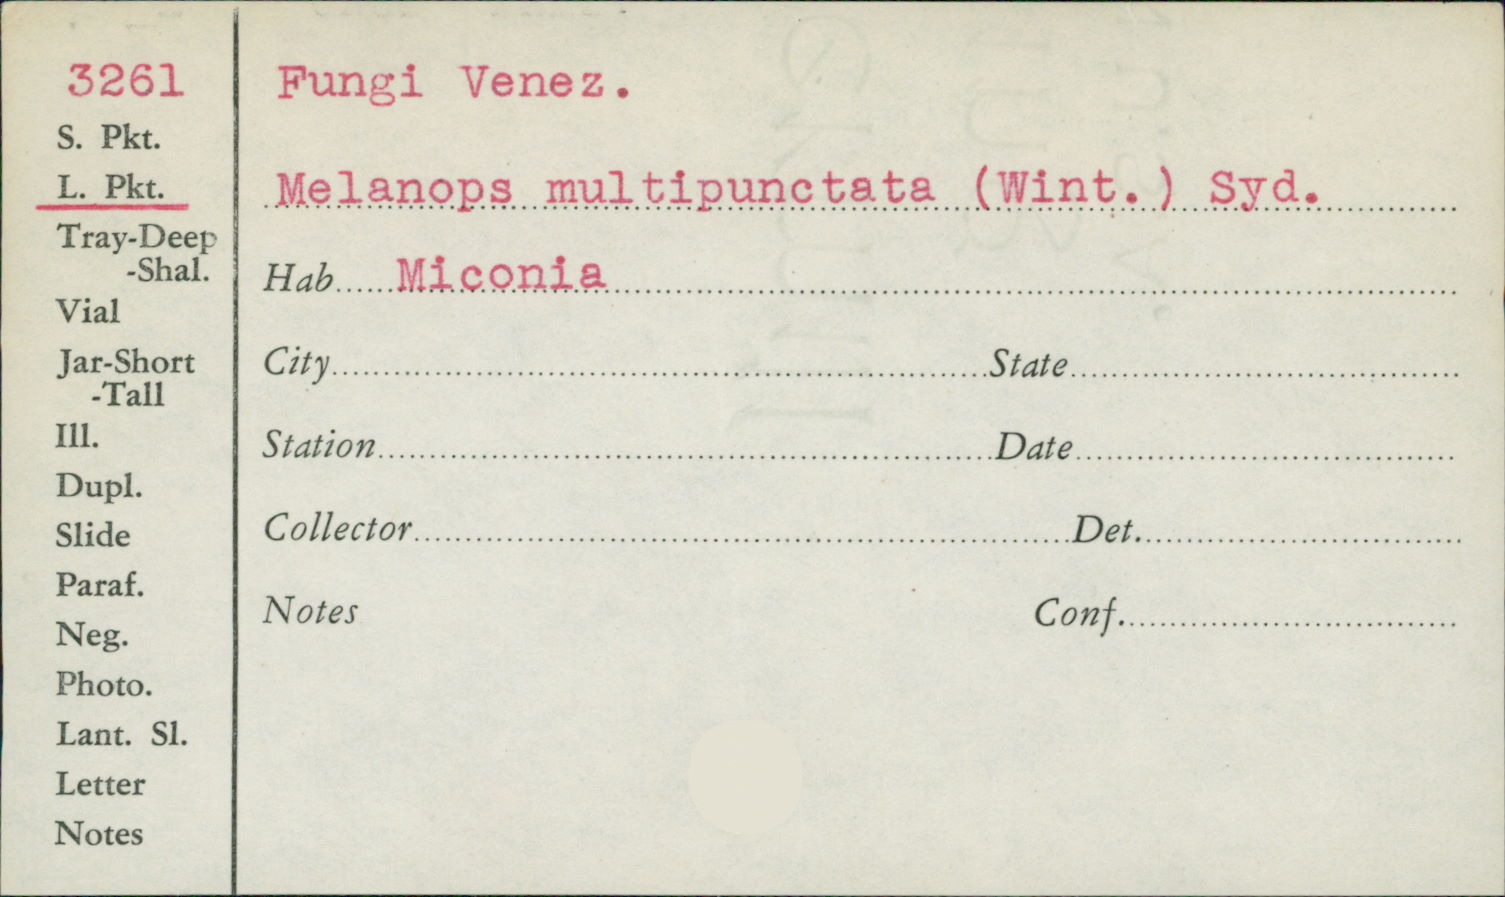 3261
S. Pkt.
L. Pkt.
Tray-Deep
-Shal.
Vial
Jar-Short
-Tall
Ill.
Dupl.
Slide
Paraf.
Neg.
Photo.
Lant. Sl.
Letter
Notes
Fungi Venez.
Melanops multipunctata (Wint.) Syd.
Hab Miconia
City State
Station Date
Collector Det.
Notes Conf.